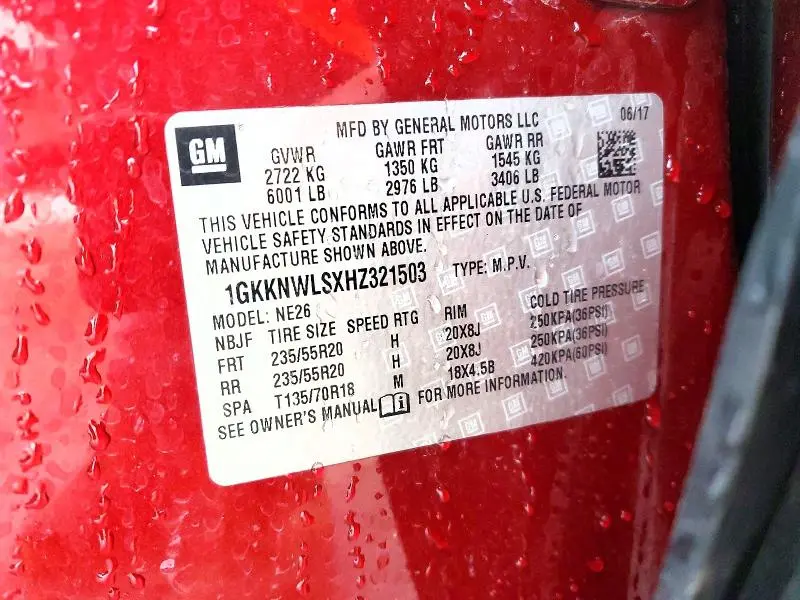 GM
MFD BY GENERAL MOTORS LLC 06/17
GVWR GAWR FRT GAWR RR
2722 KG 1350 KG 1545 KG
6001 LB 2976 LB 3406 LB
THIS VEHICLE CONFORMS TO ALL APPLICABLE U.S. FEDERAL MOTOR
VEHICLE SAFETY STANDARDS IN EFFECT ON THE DATE OF
MANUFACTURE SHOWN ABOVE.
1GKKNWLSXHZ321503 TYPE: M.P.V.
MODEL: NE26
NBJF TIRE SIZE SPEED RTG RIM COLD TIRE PRESSURE
FRT 235/55R20 H 20X8J 250KPA(36PSI)
RR 235/55R20 H 20X8J 250KPA(36PSI)
SPA T135/70R18 M 18X4.5B 420KPA(60PSI)
SEE OWNER'S MANUAL FOR MORE INFORMATION.